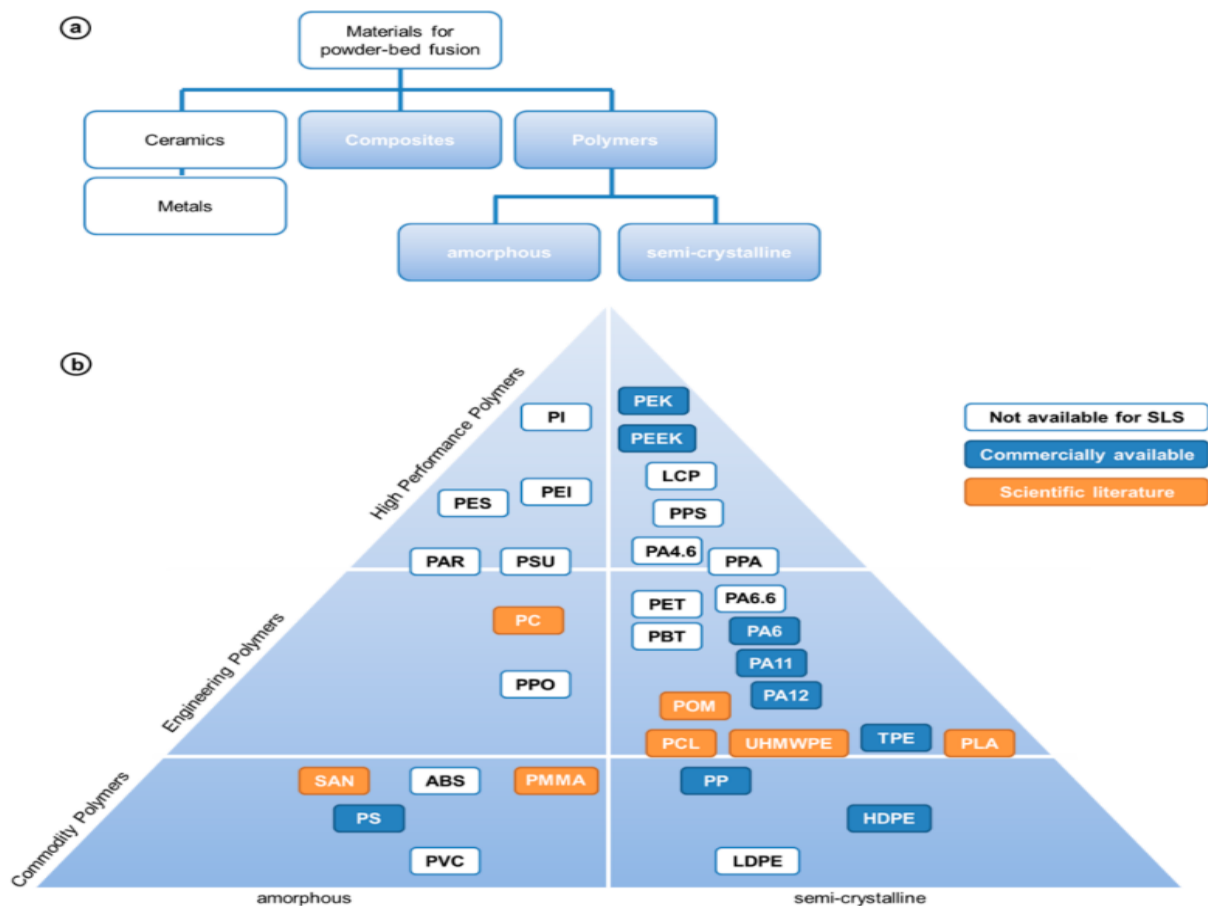 a
Materials for
powder-bed fusion
Ceramics
Composites
Polymers
Metals
amorphous
semi-crystalline
b
High Performance Polymers
Engineering Polymers
Commodity Polymers
PI
PEK
PEEK
LCP
PES
PEI
PPS
PAR
PSU
PA4.6
PPA
PC
PPO
PET
PA6.6
PBT
PA6
PA11
PA12
POM
PCL
UHMWPE
TPE
PLA
SAN
ABS
PMMA
PS
PVC
PP
HDPE
LDPE
amorphous
semi-crystalline
Not available for SLS
Commercially available
Scientific literature